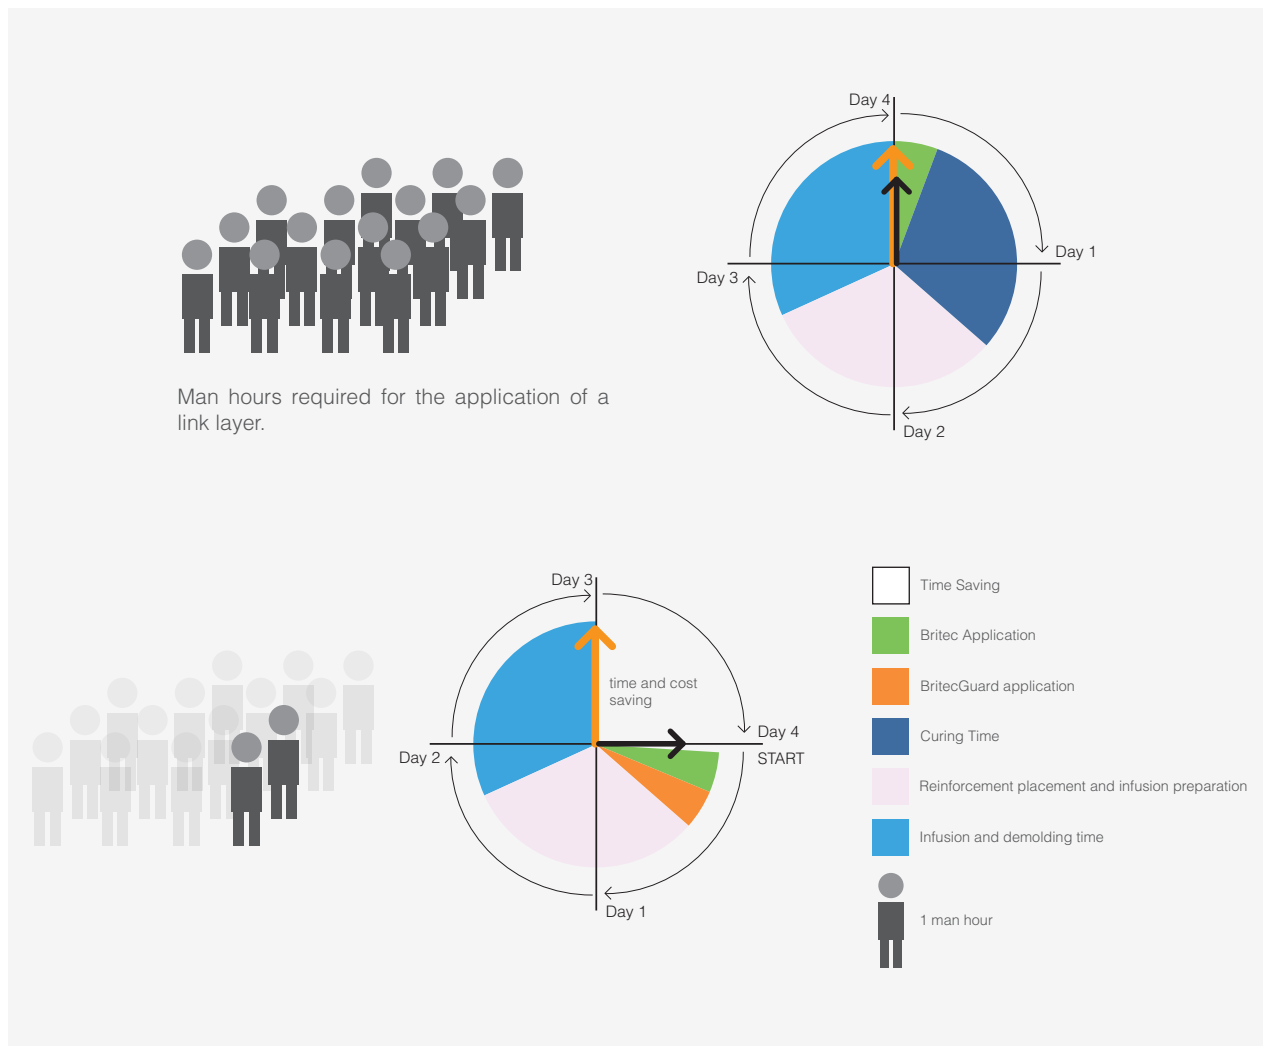 Day 4
Day 1
Day 3
Day 2
Man hours required for the application of a
link layer.
Day 3
time and cost
saving
Day 4
START
Day 2
Day 1
Time Saving
Britec Application
BritecGuard application
Curing Time
Reinforcement placement and infusion preparation
Infusion and demolding time
1 man hour